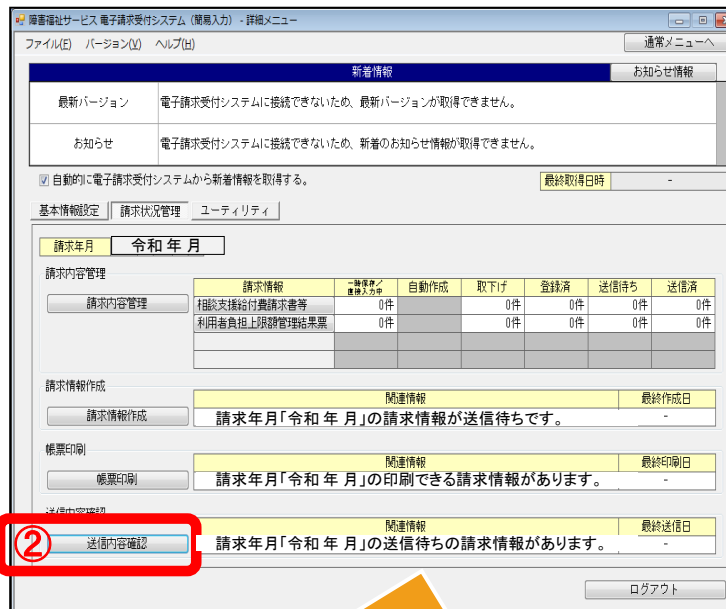 障害福祉サービス 電子請求受付システム (簡易入力) - 詳細メニュー
ファイル(F) バージョン(V) ヘルプ(H) 通常メニューへ
新着情報 お知らせ情報
最新バージョン 電子請求受付システムに接続できないため、最新バージョンが取得できません。
お知らせ 電子請求受付システムに接続できないため、新着のお知らせ情報が取得できません。
自動的に電子請求受付システムから新着情報を取得する。 最終取得日時 -
基本情報設定 請求状況管理 ユーティリティ
請求年月 令和 年 月
請求内容管理
請求情報 一時保存/直接入力中 自動作成 取下げ 登録済 送信待ち 送信済
請求内容管理 相談支援給付費請求書等 0件 0件 0件 0件 0件
利用者負担上限額管理結果票 0件 0件 0件 0件 0件
請求情報作成
関連情報 最終作成日
請求情報作成 請求年月「令和 年 月」の請求情報が送信待ちです。 -
帳票印刷
関連情報 最終印刷日
帳票印刷 請求年月「令和 年 月」の印刷できる請求情報があります。 -
送信内容確認
関連情報 最終送信日
② 送信内容確認 請求年月「令和 年 月」の送信待ちの請求情報があります。 -
ログアウト